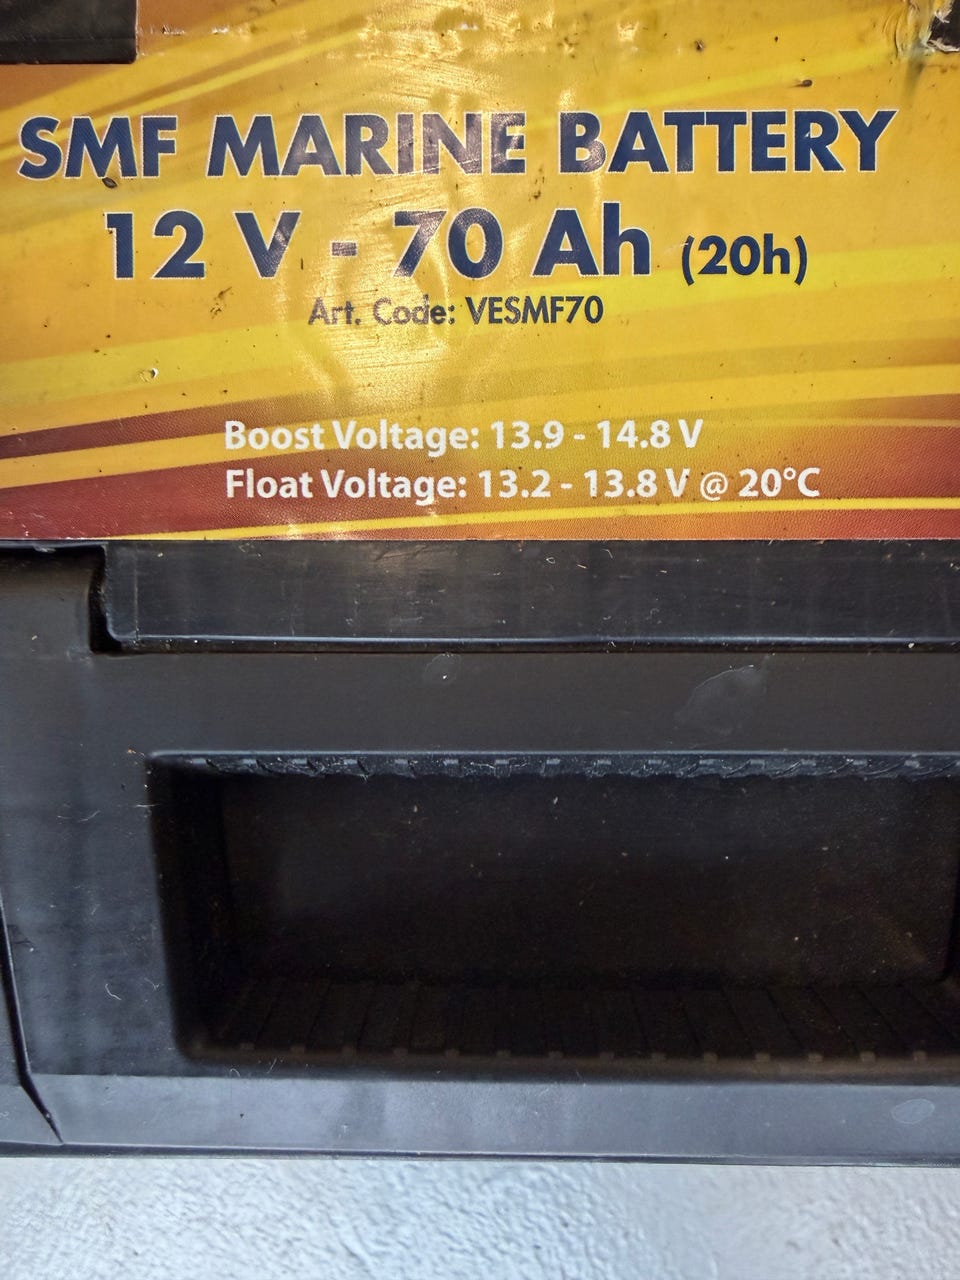 SMF MARINE BATTERY
12 V - 70 Ah (20h)
Art. Code: VESMF70
Boost Voltage: 13.9 - 14.8 V
Float Voltage: 13.2 - 13.8 V @ 20°C